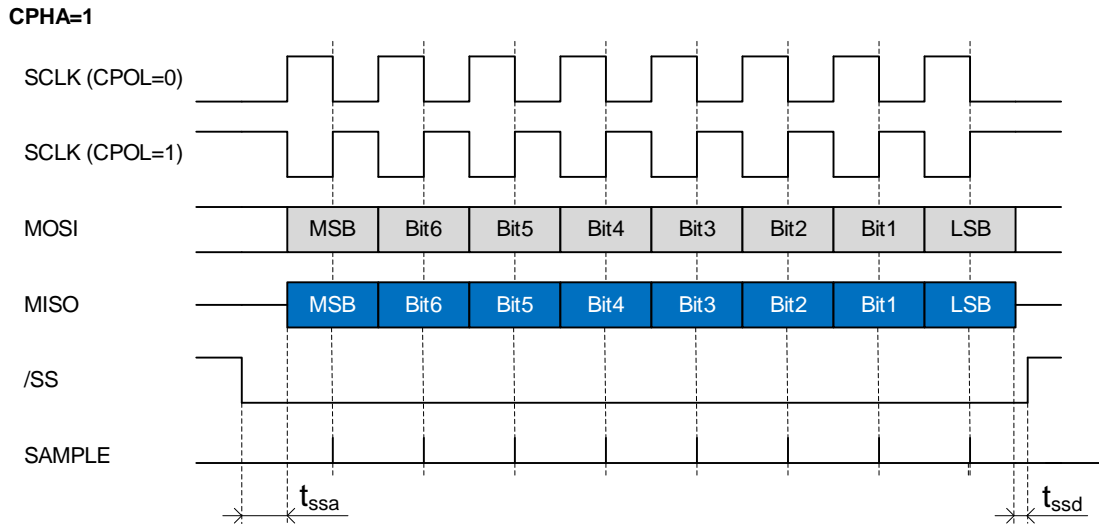 CPHA=1
SCLK (CPOL=0)
SCLK (CPOL=1)
MOSI MSB Bit6 Bit5 Bit4 Bit3 Bit2 Bit1 LSB
MISO MSB Bit6 Bit5 Bit4 Bit3 Bit2 Bit1 LSB
/SS
SAMPLE
tssa tssd